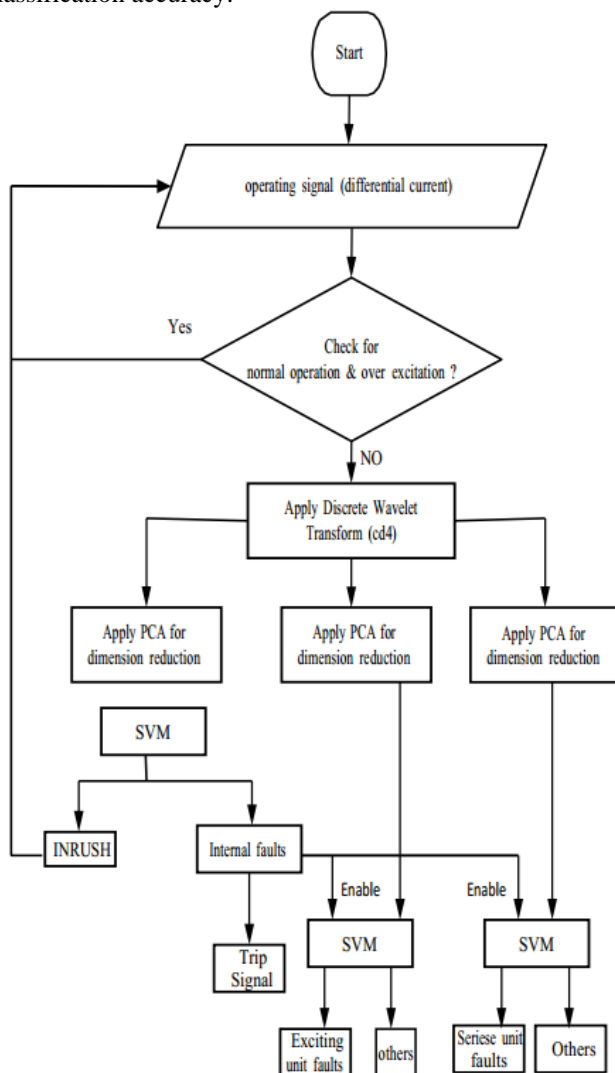 lassification accuracy.
Start
operating signal (differential current)
Yes
Check for
normal operation & over excitation ?
NO
Apply Discrete Wavelet
Transform (cd4)
Apply PCA for
dimension reduction
Apply PCA for
dimension reduction
Apply PCA for
dimension reduction
SVM
INRUSH
Internal faults
Enable
Enable
Trip
Signal
SVM
SVM
Exciting
unit faults
others
Seriese unit
faults
Others